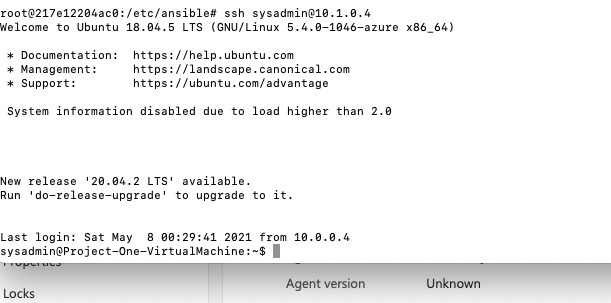 root@217e12204ac0:/etc/ansible# ssh sysadmin@10.1.0.4
Welcome to Ubuntu 18.04.5 LTS (GNU/Linux 5.4.0-1046-azure x86_64)
* Documentation: https://help.ubuntu.com
* Management: https://landscape.canonical.com
* Support: https://ubuntu.com/advantage
System information disabled due to load higher than 2.0
New release '20.04.2 LTS' available.
Run 'do-release-upgrade' to upgrade to it.
Last login: Sat May 8 00:29:41 2021 from 10.0.0.4
sysadmin@Project-One-VirtualMachine:~$
Properties
Agent version Unknown
Locks